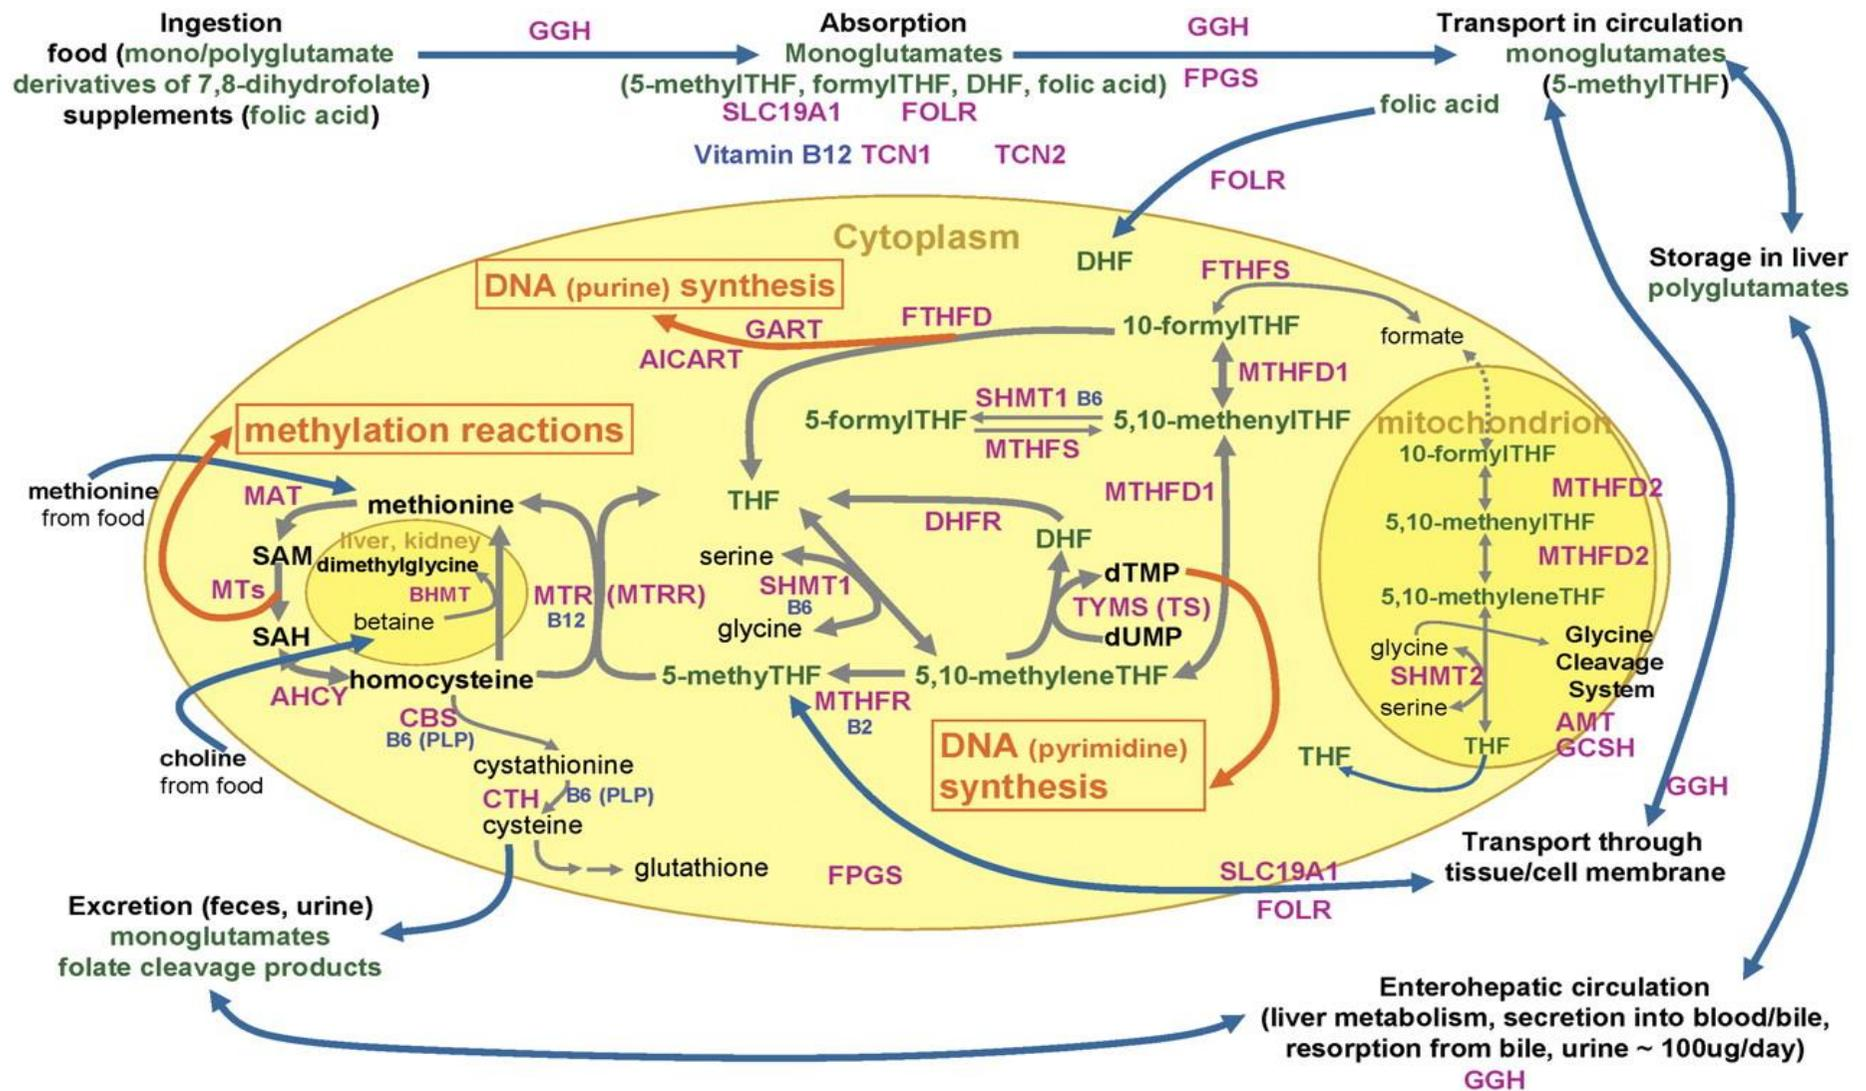 Ingestion
food (mono/polyglutamate
derivatives of 7,8-dihydrofolate)
supplements (folic acid)
GGH
Absorption
Monoglutamates
(5-methylTHF, formylTHF, DHF, folic acid)
SLC19A1 FOLR
Vitamin B12 TCN1 TCN2
GGH
FPGS
Transport in circulation
monoglutamates
(5-methylTHF)
folic acid
FOLR
Storage in liver
polyglutamates
Cytoplasm
DHF
FTHFS
DNA (purine) synthesis
GART
FTHFD
AICART
10-formylTHF
formate
MTHFD1
SHMT1 B6
5-formylTHF
5,10-methenylTHF
MTHFS
methylation reactions
mitochondrion
10-formylTHF
MTHFD2
5,10-methenylTHF
MTHFD2
5,10-methyleneTHF
glycine
Glycine
Cleavage
System
SHMT2
serine
AMT
GCSH
THF
THF
methionine
from food
MAT
methionine
THF
MTHFD1
DHFR
DHF
SAM
liver, kidney
dimethylglycine
serine
dTMP
MTs
BHMT
MTR (MTRR)
B12
SHMT1
B6
TYMS (TS)
betaine
glycine
dUMP
SAH
AHCY
homocysteine
5-methyTHF
5,10-methyleneTHF
MTHFR
B2
CBS
B6 (PLP)
choline
from food
cystathionine
CTH
B6 (PLP)
cysteine
glutathione
DNA (pyrimidine)
synthesis
FPGS
GGH
Transport through
tissue/cell membrane
SLC19A1
FOLR
Excretion (feces, urine)
monoglutamates
folate cleavage products
Enterohepatic circulation
(liver metabolism, secretion into blood/bile,
resorption from bile, urine ~ 100ug/day)
GGH